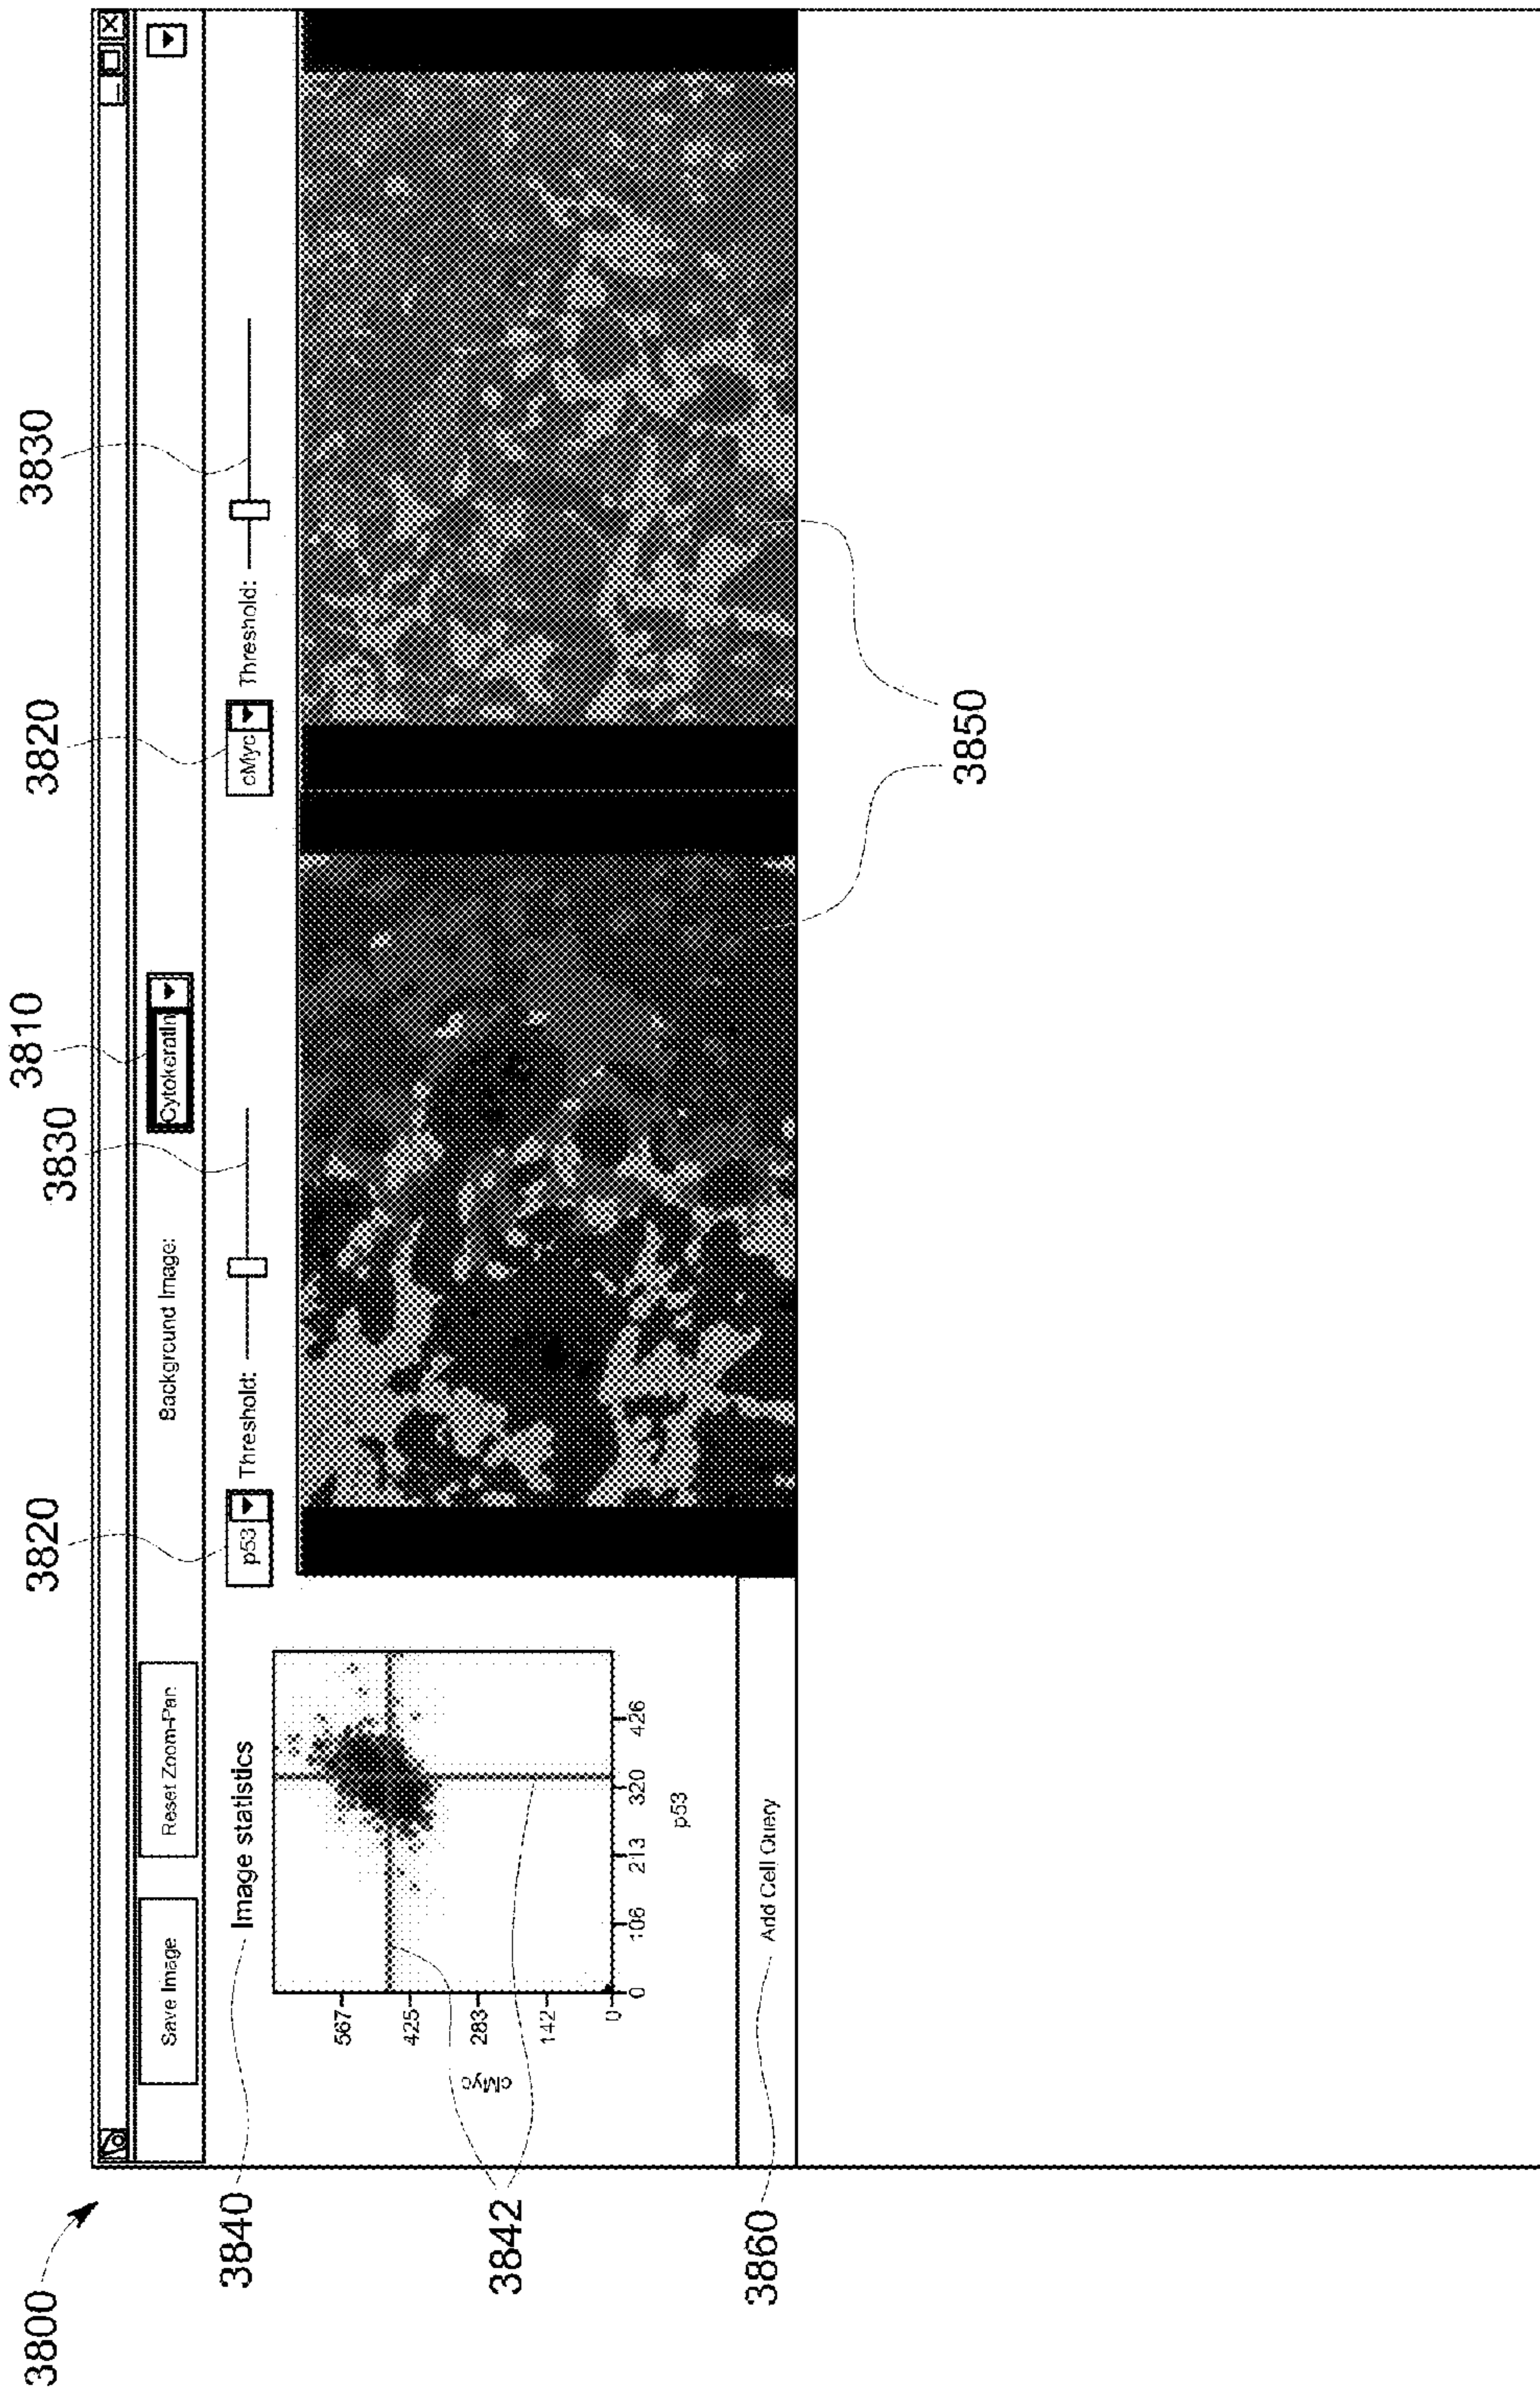 3800
3820
3830
3810
3820
3830
Save Image
Reset Zoom-Pan
Background Image:
Cytokeratin
3840
Image statistics
p53
Threshold:
cMyc
Threshold:
3842
cMyc
567
425
283
142
0
0
106
213
320
426
p53
3860
Add Cell Query
3850